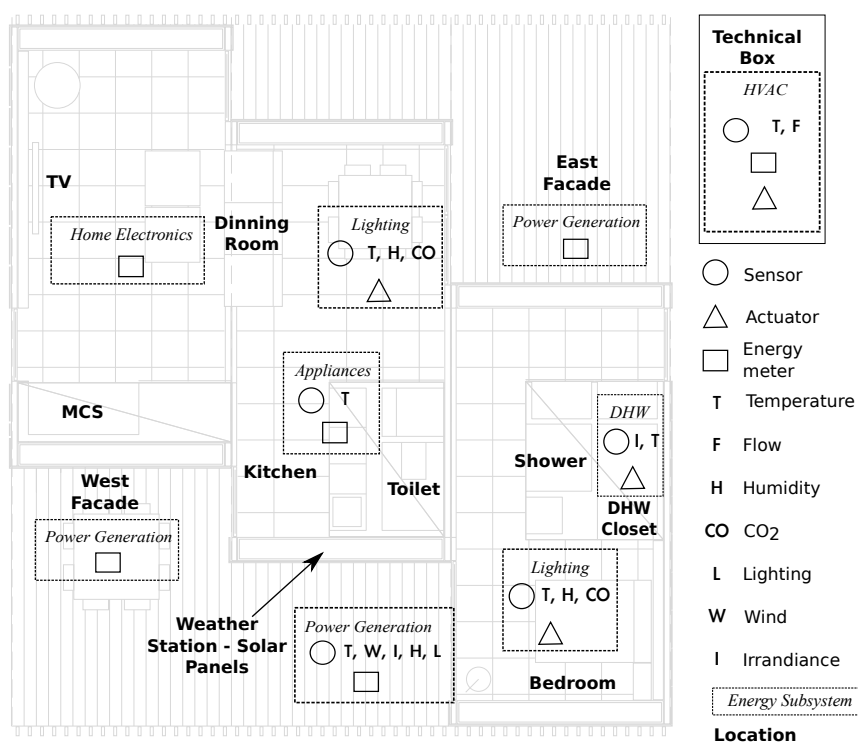 Technical
Box
HVAC
T, F
TV
Home Electronics
Dinning
Room
Lighting
T, H, CO
East
Facade
Power Generation
Sensor
Actuator
Energy
meter
T Temperature
F Flow
H Humidity
CO CO2
L Lighting
W Wind
I Irrandiance
Energy Subsystem
Location
MCS
Appliances
T
Kitchen
Toilet
Shower
DHW
I, T
DHW
Closet
West
Facade
Power Generation
Weather
Station - Solar
Panels
Power Generation
T, W, I, H, L
Lighting
T, H, CO
Bedroom